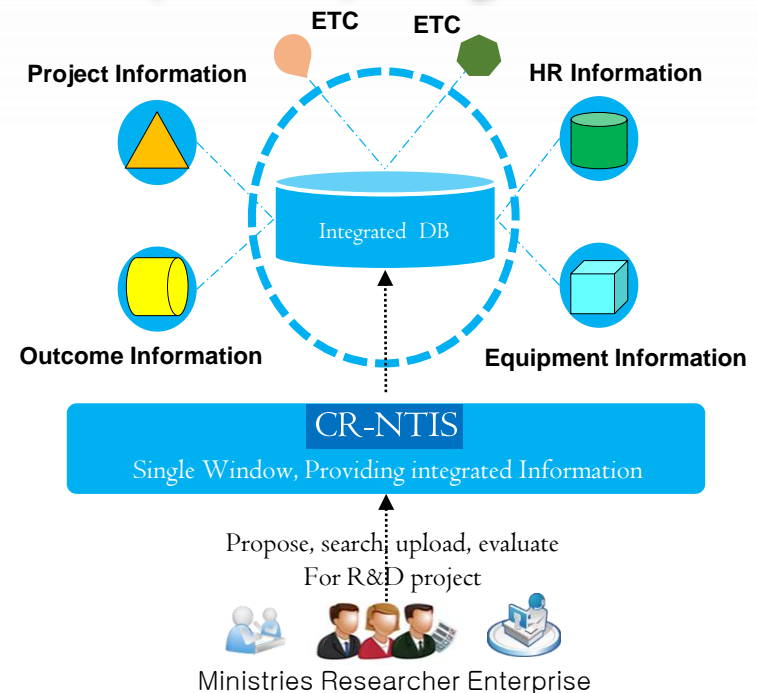 ETC
ETC
Project Information
HR Information
Integrated DB
Outcome Information
Equipment Information
CR-NTIS
Single Window, Providing integrated Information
Propose, search, upload, evaluate
For R&D project
Ministries Researcher Enterprise